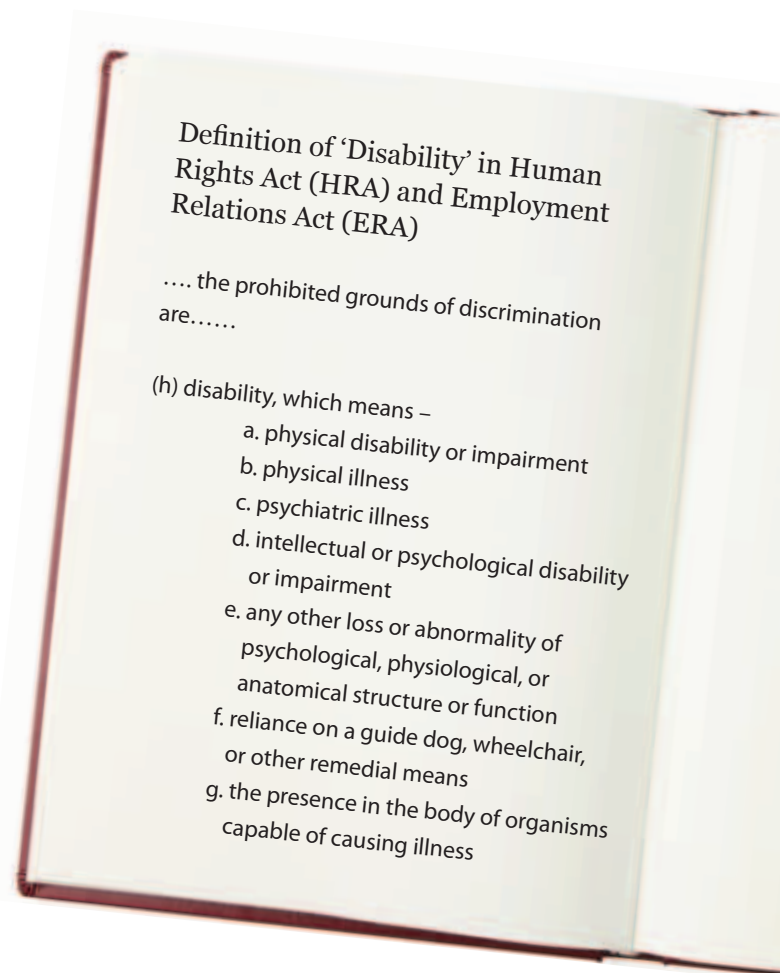 Definition of ‘Disability’ in Human
Rights Act (HRA) and Employment
Relations Act (ERA)
…. the prohibited grounds of discrimination
are……
(h) disability, which means –
a. physical disability or impairment
b. physical illness
c. psychiatric illness
d. intellectual or psychological disability
or impairment
e. any other loss or abnormality of
psychological, physiological, or
anatomical structure or function
f. reliance on a guide dog, wheelchair,
or other remedial means
g. the presence in the body of organisms
capable of causing illness